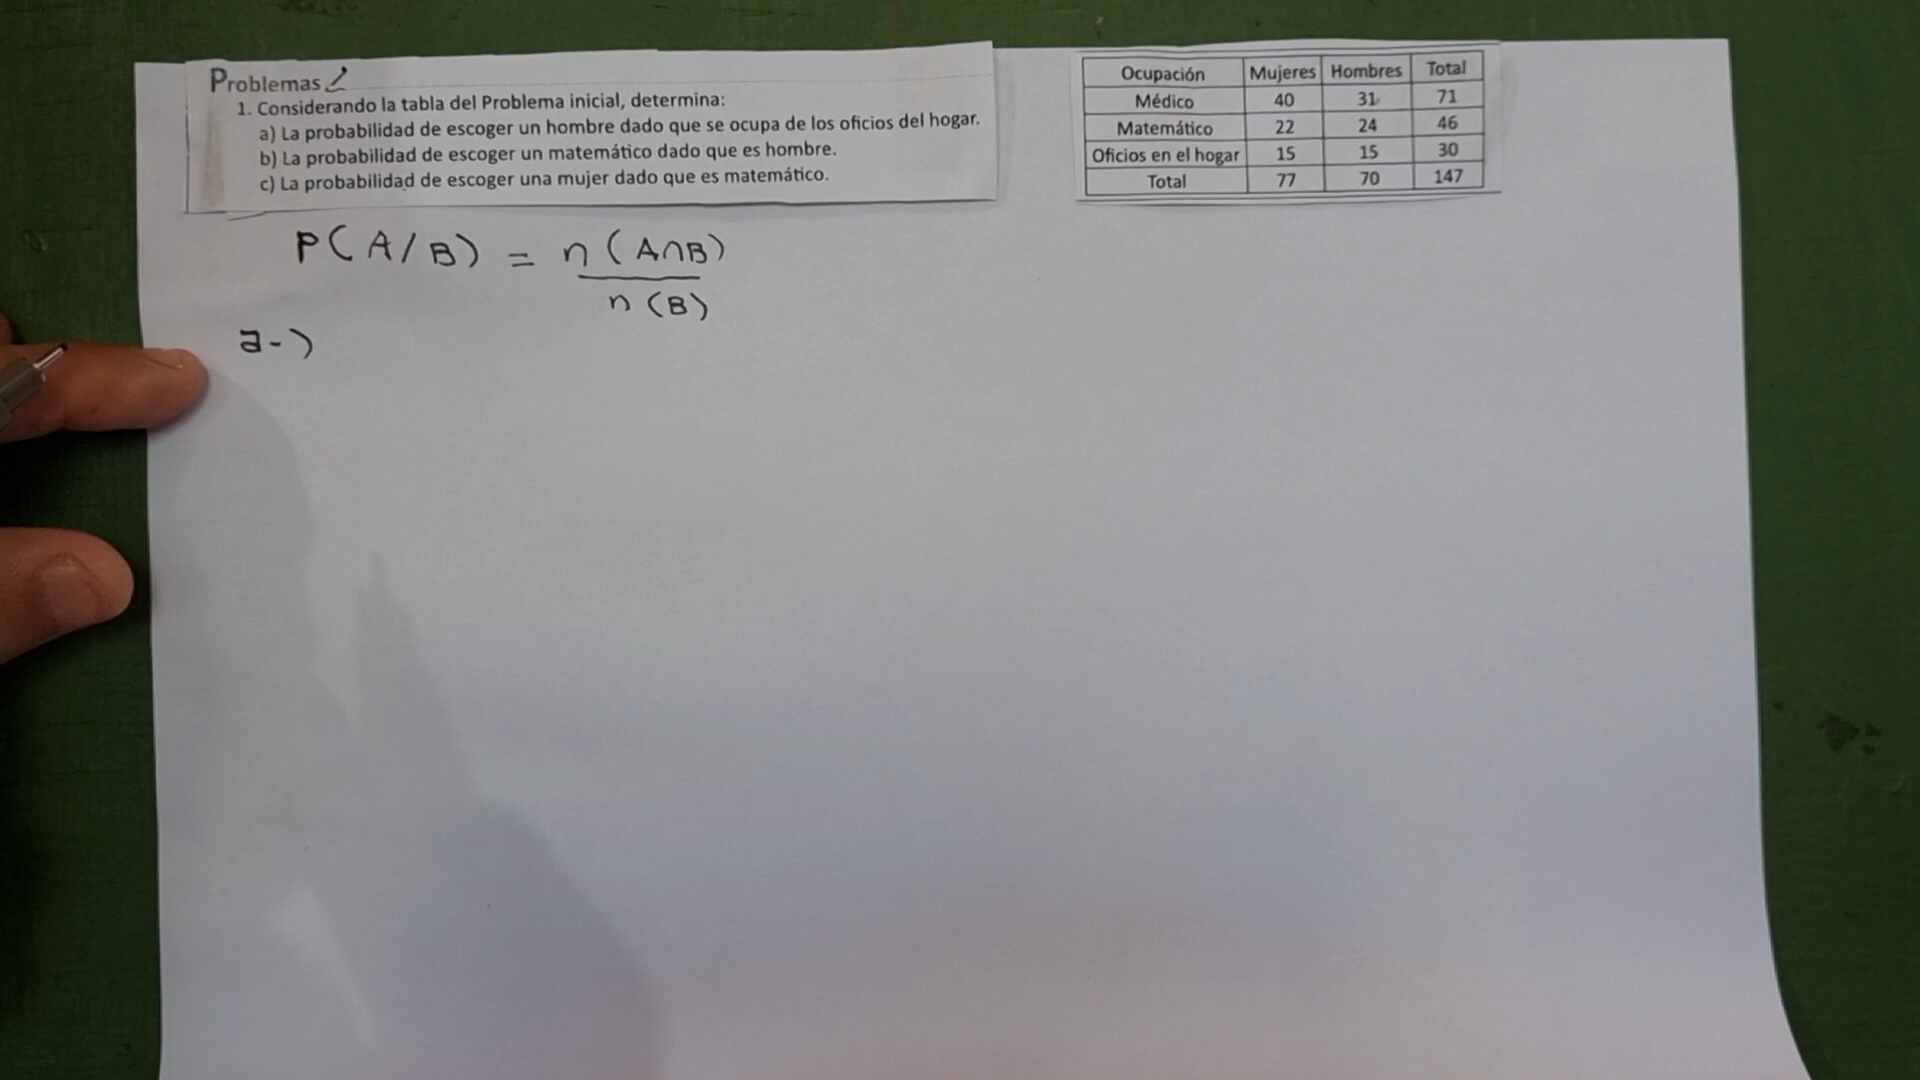 Problemas
1. Considerando la tabla del Problema inicial, determina:
a) La probabilidad de escoger un hombre dado que se ocupa de los oficios del hogar.
b) La probabilidad de escoger un matemático dado que es hombre.
c) La probabilidad de escoger una mujer dado que es matemático.
Ocupación Mujeres Hombres Total
Médico 40 31 71
Matemático 22 24 46
Oficios en el hogar 15 15 30
Total 77 70 147
P(A/B) = n(A∩B)
n(B)
a-)